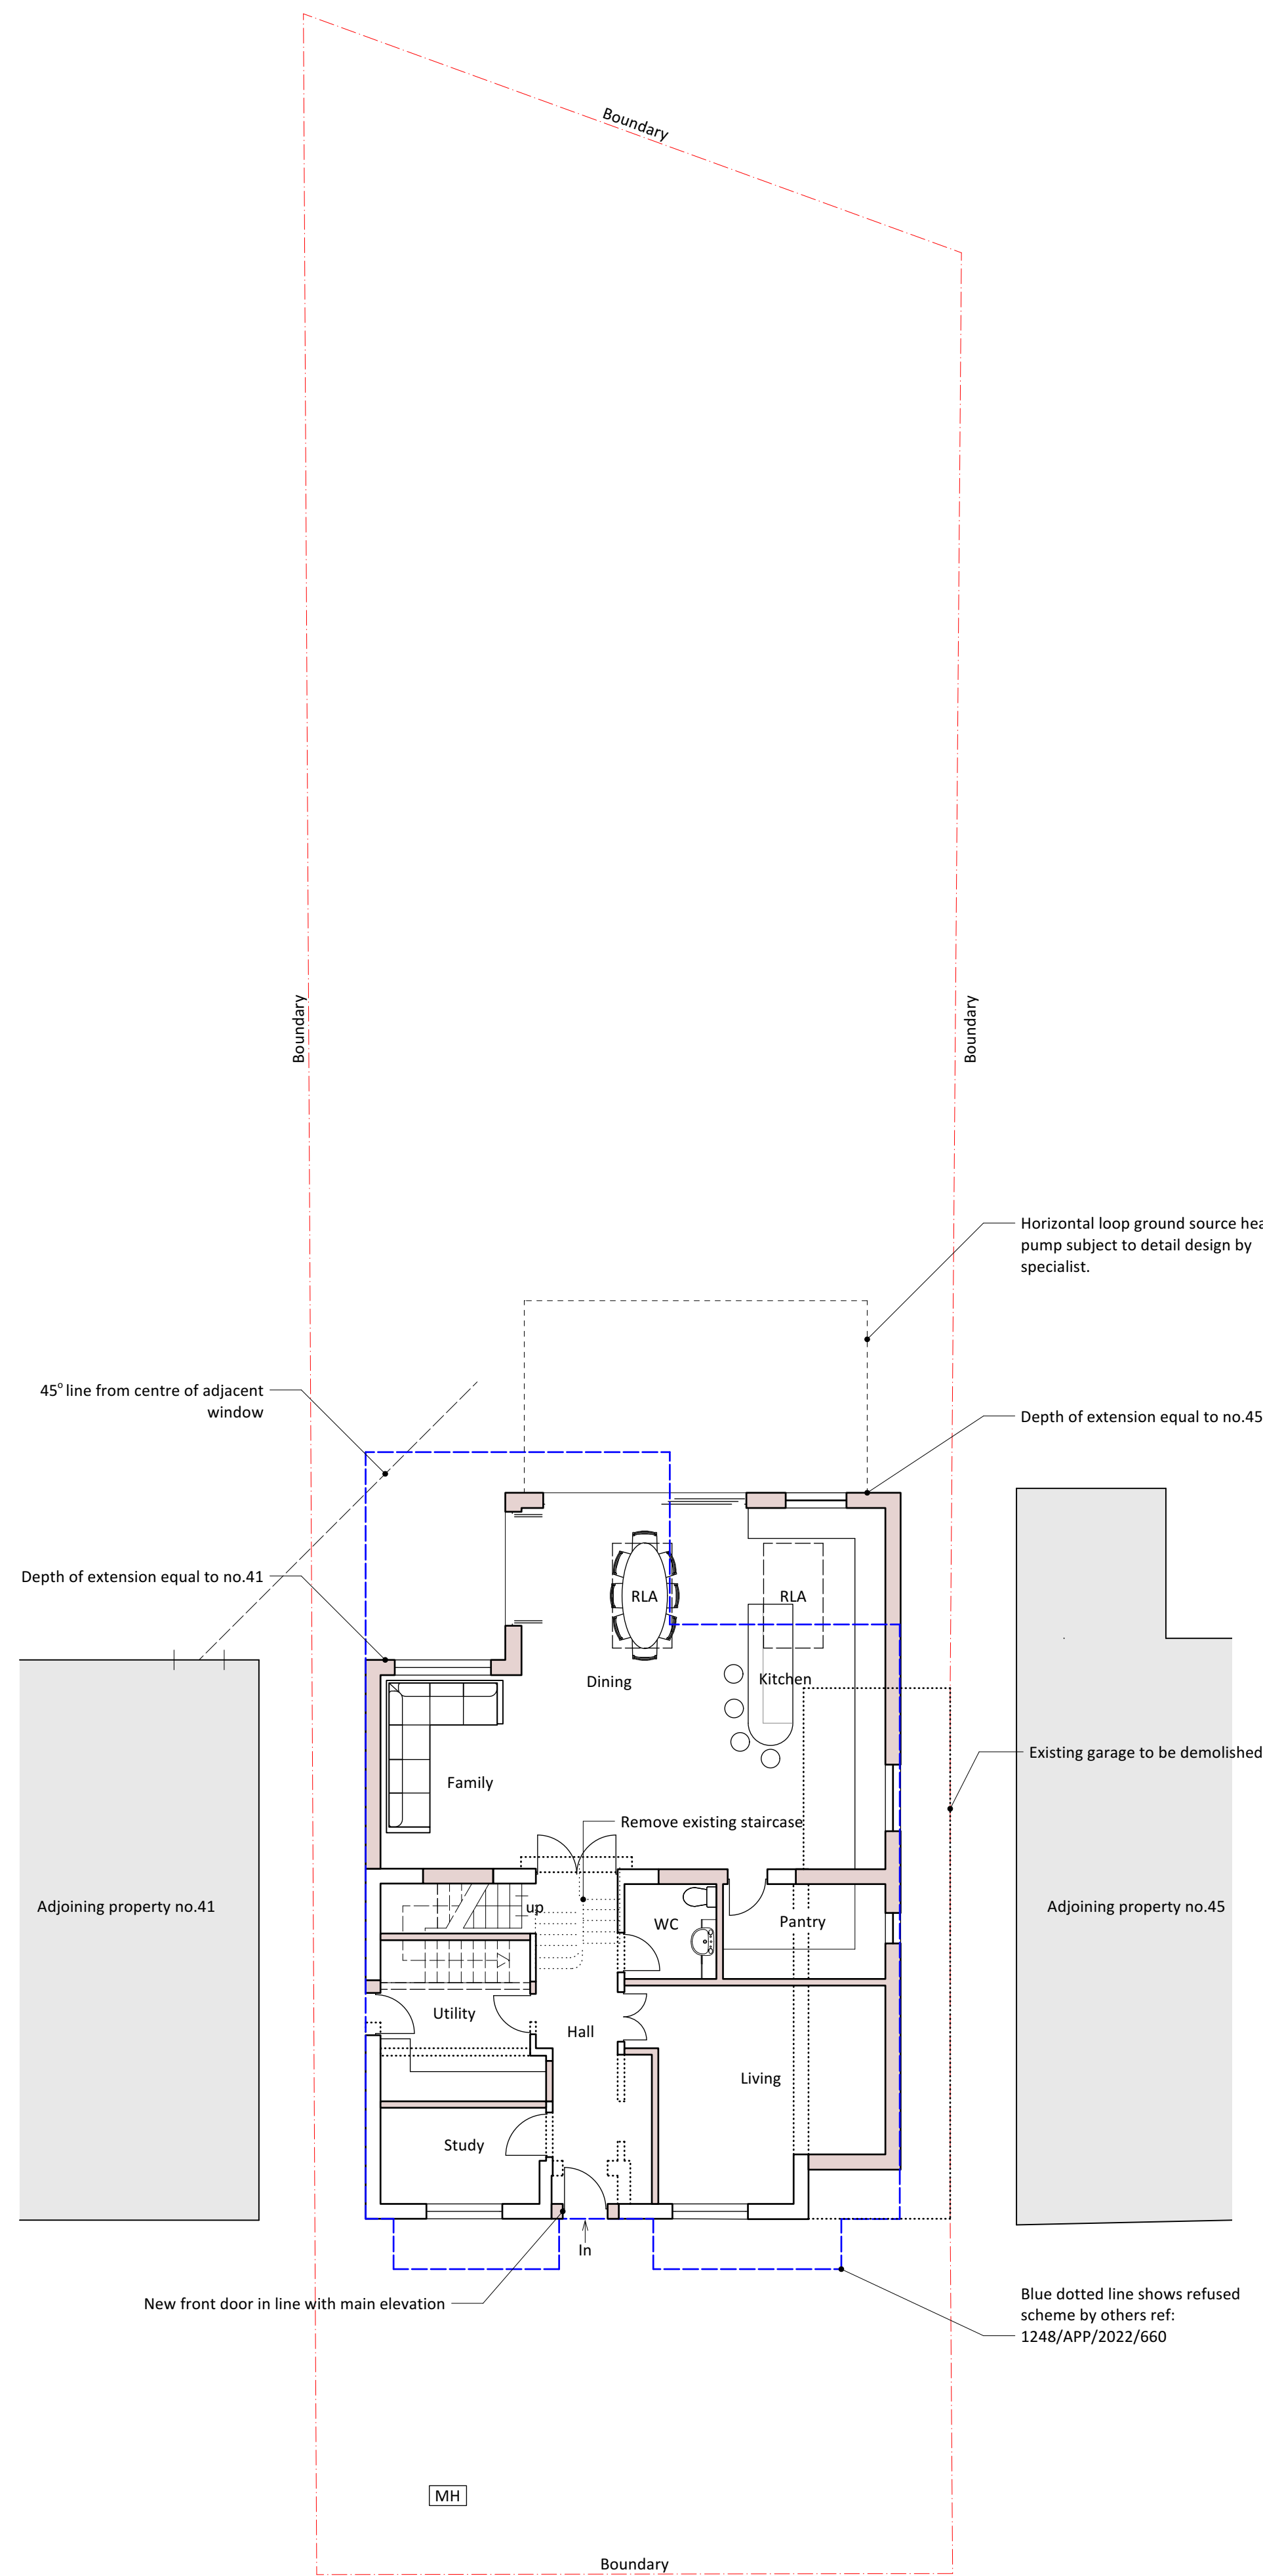 Boundary
Boundary
Boundary
Horizontal loop ground source hea
pump subject to detail design by
specialist.
45° line from centre of adjacent
window
Depth of extension equal to no.45
Depth of extension equal to no.41
RLA
RLA
Dining
Kitchen
Existing garage to be demolished
Family
Remove existing staircase
Adjoining property no.41
up
WC
Pantry
Adjoining property no.45
Utility
Hall
Living
Study
In
New front door in line with main elevation
Blue dotted line shows refused
scheme by others ref:
1248/APP/2022/660
MH
Boundary